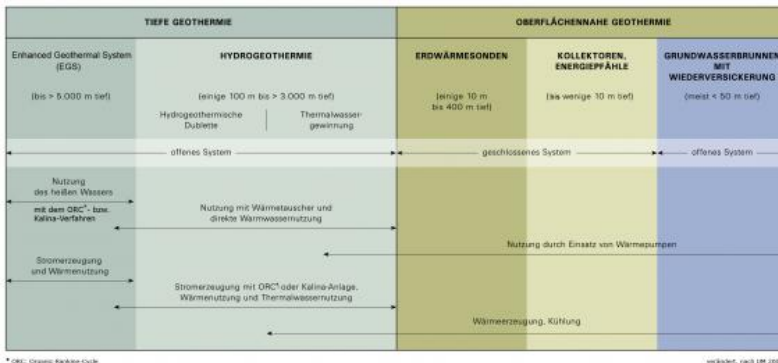 TIEFE GEOTHERMIE
OBERFLÄCHENNAHE GEOTHERMIE
Enhanced Geothermal System
(EGS)
(bis > 5.000 m tief)
HYDROGEOTHERMIE
(einige 100 m bis > 3.000 m tief)
Hydrogeothermische
Dublette
Thermalwasser-
gewinnung
ERDWÄRMESONDEN
(einige 10 m
bis 400 m tief)
KOLLEKTOREN,
ENERGIEPFÄHLE
(bis wenige 10 m tief)
GRUNDWASSERBRUNNEN
MIT
WIEDERVERSICKERUNG
(meist < 50 m tief)
offenes System
geschlossenes System
offenes System
Nutzung
des heißen Wassers
mit dem ORC*- bzw.
Kalina-Verfahren
Nutzung mit Wärmetauscher und
direkte Warmwassernutzung
Nutzung durch Einsatz von Wärmepumpen
Stromerzeugung
und Wärmenutzung
Stromerzeugung mit ORC*-oder Kalina-Anlage,
Wärmenutzung und Thermalwassernutzung
Wärmeerzeugung, Kühlung
* ORC: Organic Rankine Cycle
verändert, nach UM